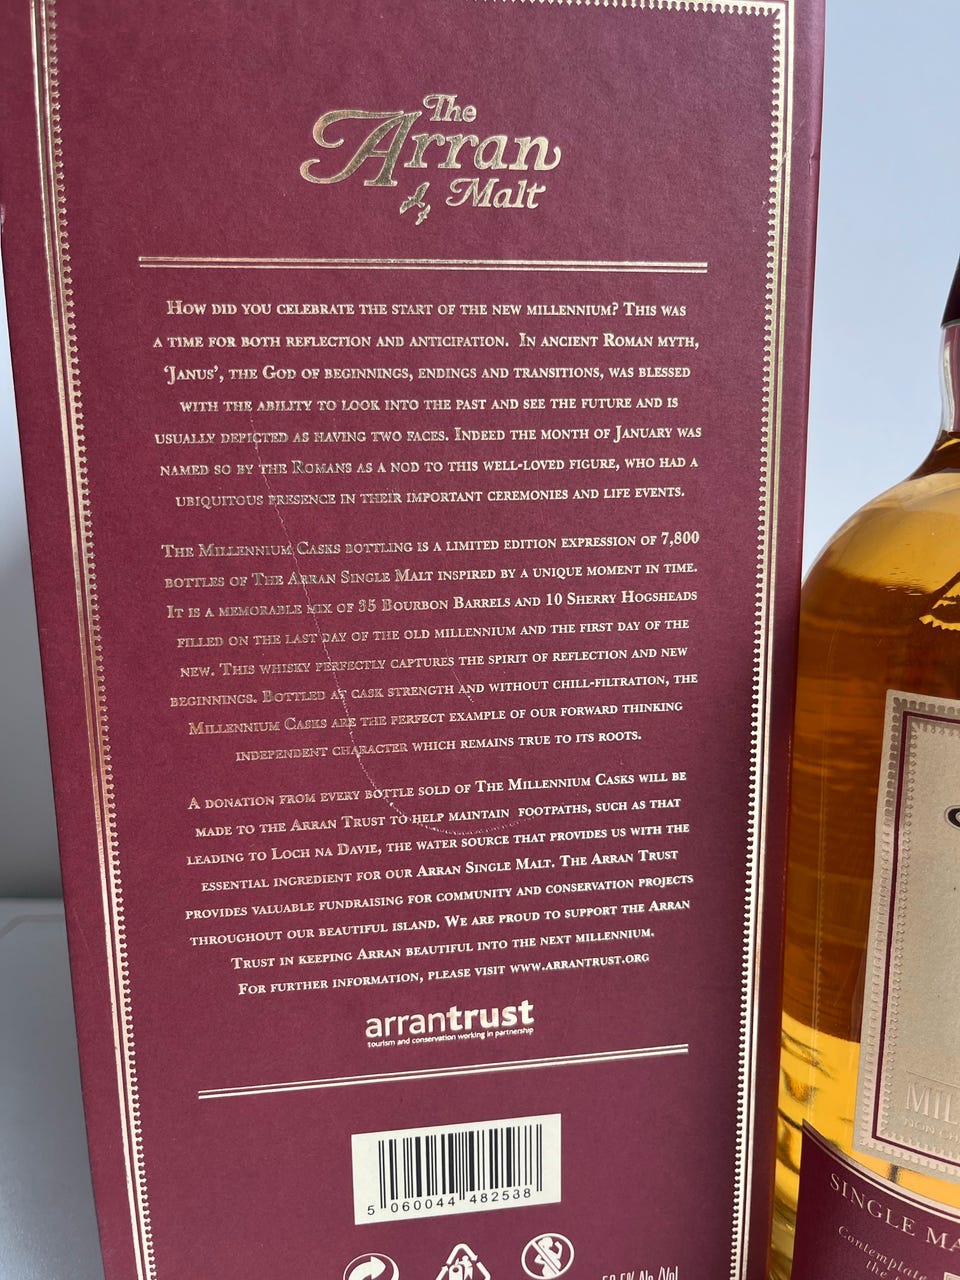 The
Arran
Malt
How did you celebrate the start of the new millennium? This was
a time for both reflection and anticipation. In ancient Roman myth,
'Janus', the God of beginnings, endings and transitions, was blessed
with the ability to look into the past and see the future and is
usually depicted as having two faces. Indeed the month of January was
named so by the Romans as a nod to this well-loved figure, who had a
ubiquitous presence in their important ceremonies and life events.
The Millennium Casks bottling is a limited edition expression of 7,800
bottles of The Arran Single Malt inspired by a unique moment in time.
It is a memorable mix of 35 Bourbon Barrels and 10 Sherry Hogsheads
filled on the last day of the old millennium and the first day of the
new. This whisky perfectly captures the spirit of reflection and new
beginnings. Bottled at cask strength and without chill-filtration, the
Millennium Casks are the perfect example of our forward thinking
independent character which remains true to its roots.
A donation from every bottle sold of The Millennium Casks will be
made to the Arran Trust to help maintain footpaths, such as that
leading to Loch na Davie, the water source that provides us with the
essential ingredient for our Arran Single Malt. The Arran Trust
provides valuable fundraising for community and conservation projects
throughout our beautiful island. We are proud to support the Arran
Trust in keeping Arran beautiful into the next millennium.
For further information, please visit www.arrantrust.org
arrantrust
tourism and conservation working in partnership
5 060044 482538
MIL
NON CH
SINGLE MA
Contemplat
the